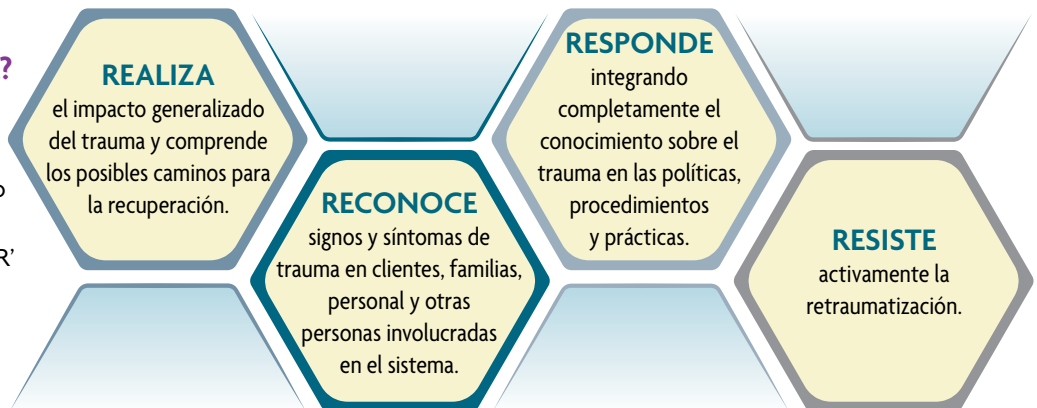 ?
R'
REALIZA
el impacto generalizado
del trauma y comprende
los posibles caminos para
la recuperación.
RECONOCE
signos y síntomas de
trauma en clientes, familias,
personal y otras
personas involucradas
en el sistema.
RESPONDE
integrando
completamente el
conocimiento sobre el
trauma en las políticas,
procedimientos
y prácticas.
RESISTE
activamente la
retraumatización.